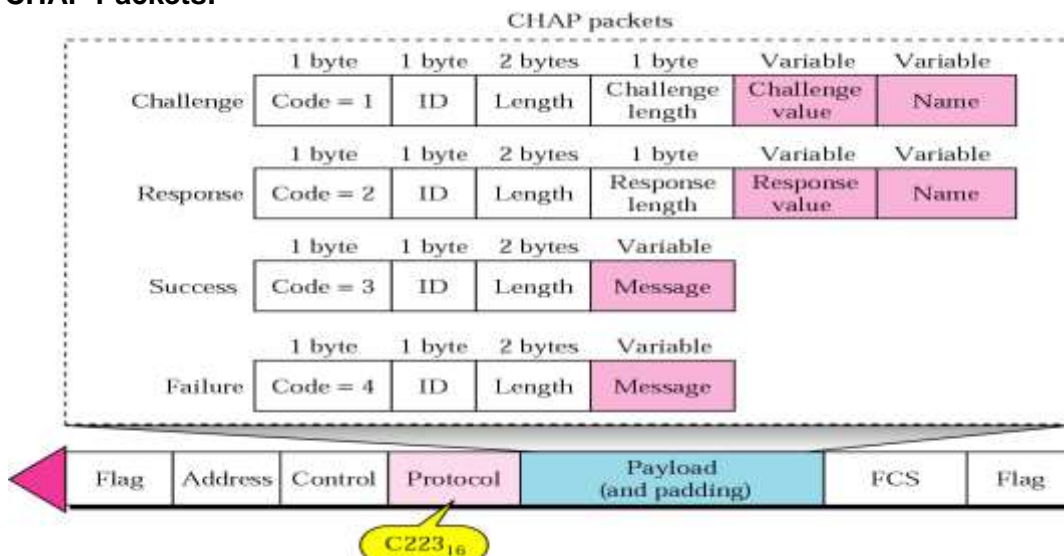 CHAP Packets:
CHAP packets
1 byte 1 byte 2 bytes 1 byte Variable Variable
Challenge Code = 1 ID Length Challenge length Challenge value Name
1 byte 1 byte 2 bytes 1 byte Variable Variable
Response Code = 2 ID Length Response length Response value Name
1 byte 1 byte 2 bytes Variable
Success Code = 3 ID Length Message
1 byte 1 byte 2 bytes Variable
Failure Code = 4 ID Length Message
Flag Address Control Protocol Payload (and padding) FCS Flag
C223₁₆